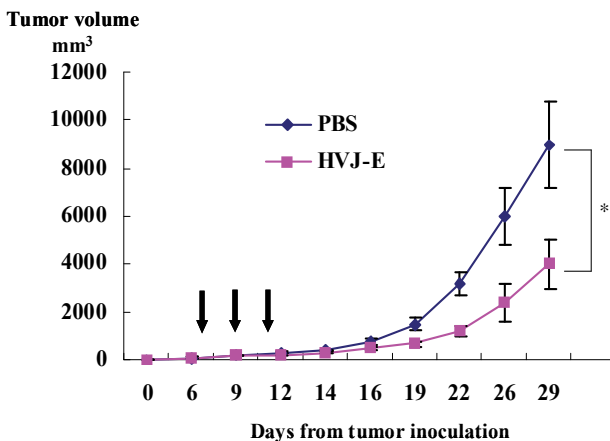 Tumor volume
mm³
12000
10000
8000
6000
4000
2000
0
PBS
HVJ-E
*
0 6 9 12 14 16 19 22 26 29
Days from tumor inoculation